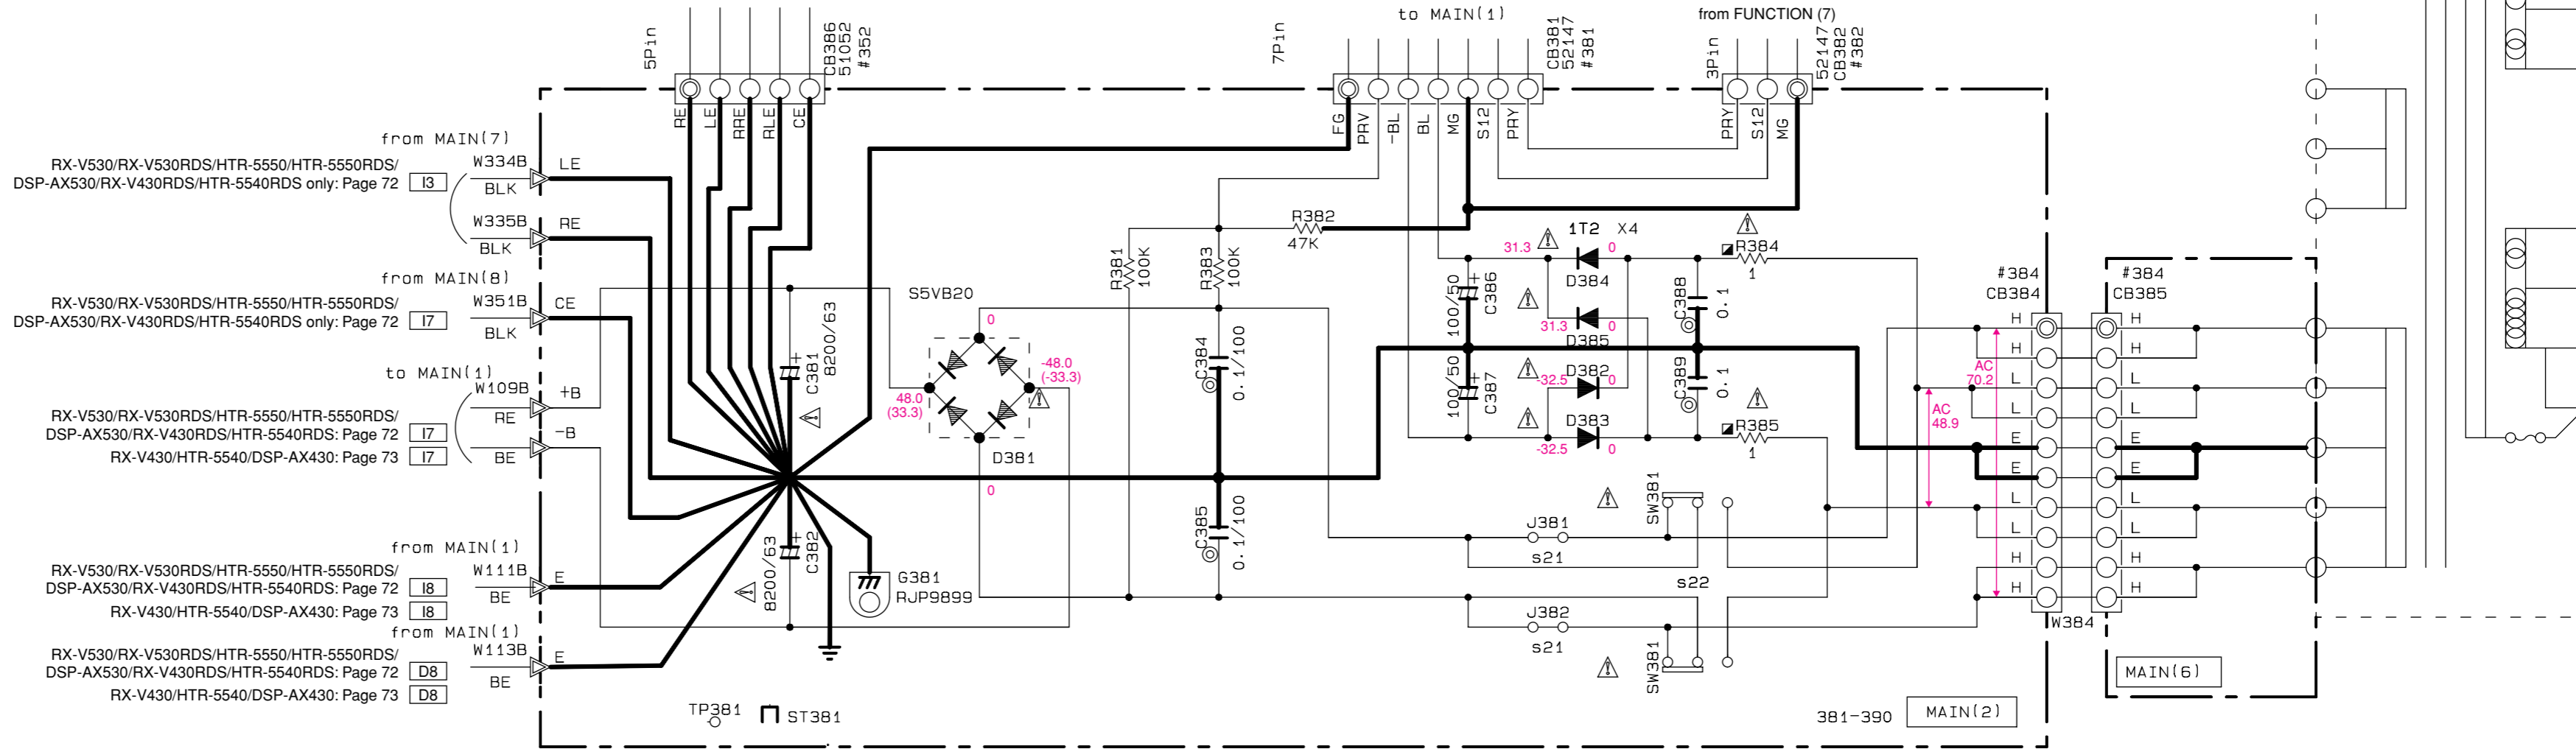 to MAIN(1)
from FUNCTION (7)
5Pin
CB386
51052
#352
7Pin
CB381
52147
#381
3Pin
52147
CB382
#382
RE
LE
RRE
RLE
CE
FG
PRV
-BL
BL
MG
S12
PRY
PRY
S12
MG
from MAIN(7)
RX-V530/RX-V530RDS/HTR-5550/HTR-5550RDS/
DSP-AX530/RX-V430RDS/HTR-5540RDS only: Page 72 I3
W334B
BLK
LE
W335B
BLK
RE
from MAIN(8)
RX-V530/RX-V530RDS/HTR-5550/HTR-5550RDS/
DSP-AX530/RX-V430RDS/HTR-5540RDS only: Page 72 I7
W351B
BLK
CE
to MAIN(1)
W109B
RE
+B
-B
BE
RX-V530/RX-V530RDS/HTR-5550/HTR-5550RDS/
DSP-AX530/RX-V430RDS/HTR-5540RDS: Page 72 I7
RX-V430/HTR-5540/DSP-AX430: Page 73 I7
from MAIN(1)
RX-V530/RX-V530RDS/HTR-5550/HTR-5550RDS/
DSP-AX530/RX-V430RDS/HTR-5540RDS: Page 72 I8
RX-V430/HTR-5540/DSP-AX430: Page 73 I8
W111B
BE
E
from MAIN(1)
RX-V530/RX-V530RDS/HTR-5550/HTR-5550RDS/
DSP-AX530/RX-V430RDS/HTR-5540RDS: Page 72 D8
RX-V430/HTR-5540/DSP-AX430: Page 73 D8
W113B
BE
E
+
C381
8200/63
+
C382
8200/63
S5VB20
0
-48.0
(-33.3)
48.0
(33.3)
D381
0
G381
RJP9899
TP381
ST381
R381
100K
R383
100K
R382
47K
C384
0.1/100
C385
0.1/100
1T2 X4
31.3
0
D384
31.3
0
D385
-32.5
D382
0
D383
-32.5
0
100/50
+
C386
100/50
+
C387
C388
0.1
C389
0.1
R384
1
R385
1
SW381
J381
s21
s22
J382
s21
SW381
#384
CB384
#384
CB385
H
H
L
L
E
E
L
L
H
H
H
H
L
L
E
E
L
L
H
H
AC
70.2
AC
48.9
W384
381-390
MAIN(2)
MAIN(6)